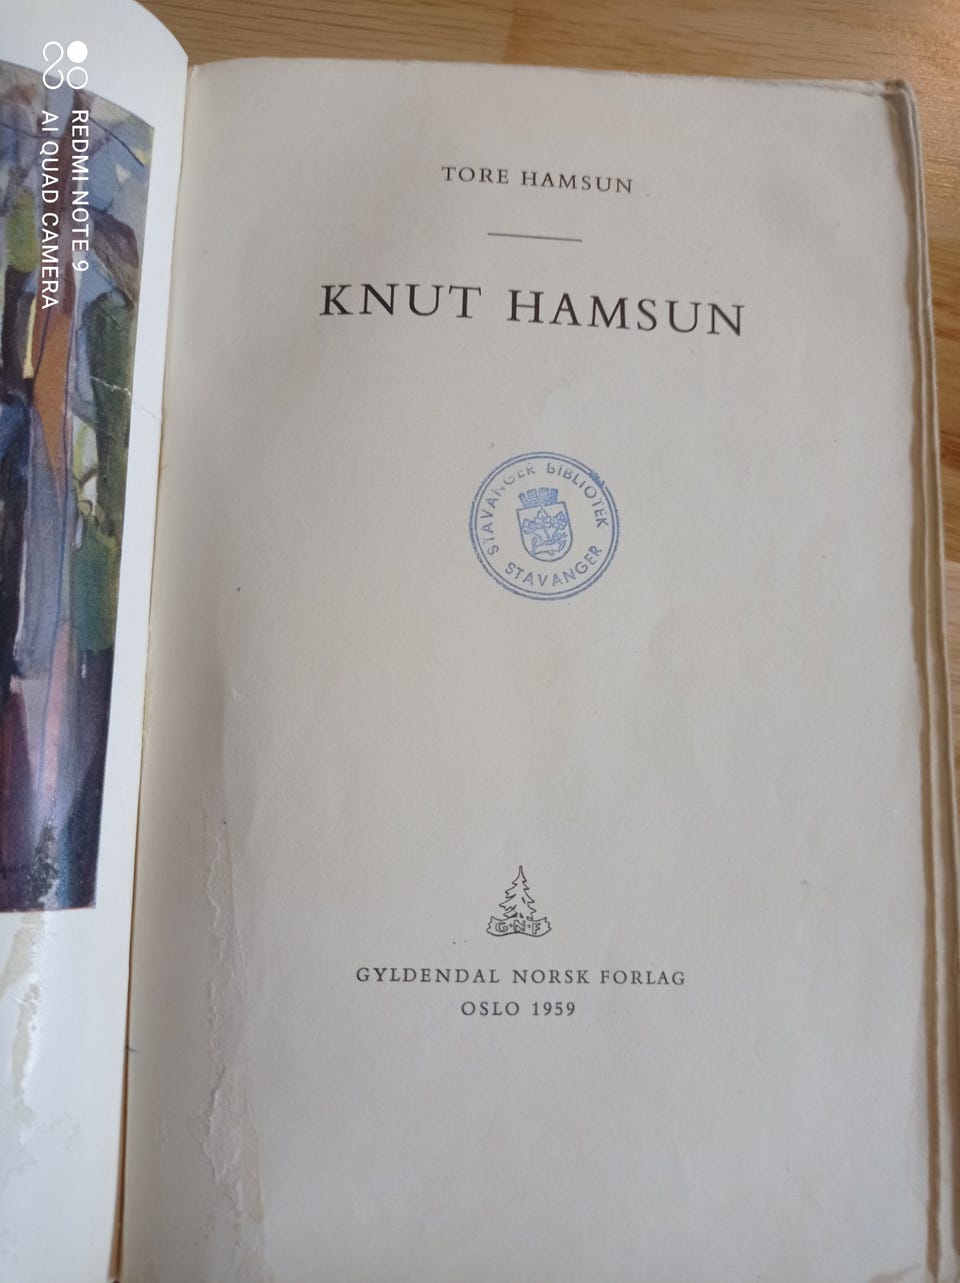 TORE HAMSUN
KNUT HAMSUN
STAVANGER BIBLIOTEK
STAVANGER
G·N·F
GYLDENDAL NORSK FORLAG
OSLO 1959
REDMI NOTE 9
AI QUAD CAMERA